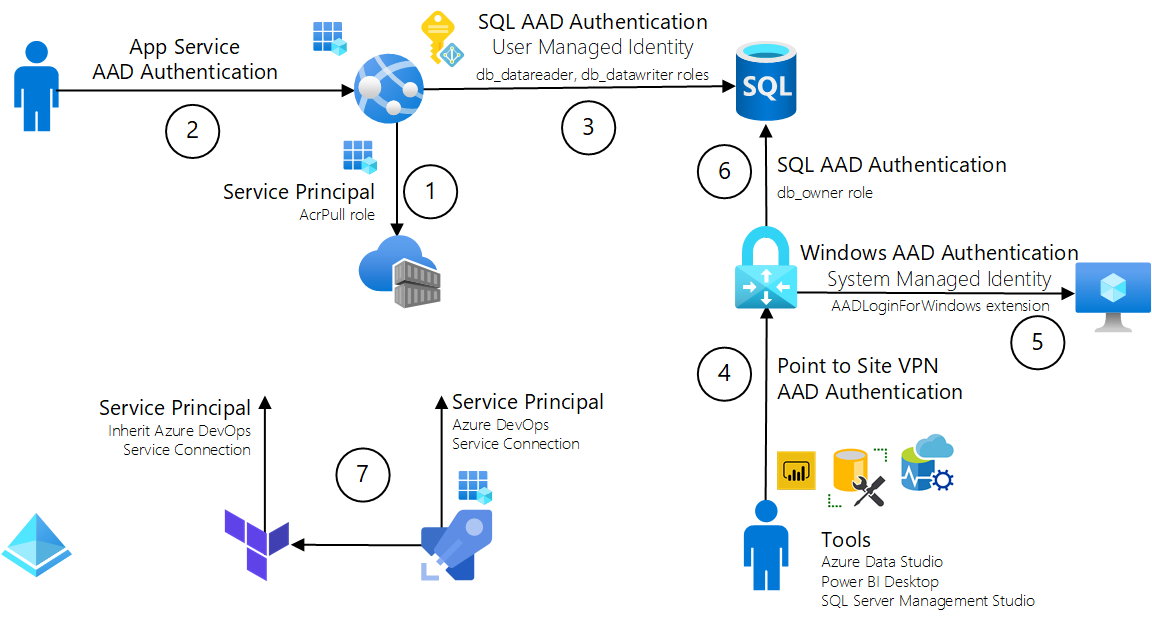 App Service
AAD Authentication
2
SQL AAD Authentication
User Managed Identity
db_datareader, db_datawriter roles
3
SQL
Service Principal
AcrPull role
1
6
SQL AAD Authentication
db_owner role
Windows AAD Authentication
System Managed Identity
AADLoginForWindows extension
5
4
Point to Site VPN
AAD Authentication
Service Principal
Inherit Azure DevOps
Service Connection
7
Service Principal
Azure DevOps
Service Connection
Tools
Azure Data Studio
Power BI Desktop
SQL Server Management Studio